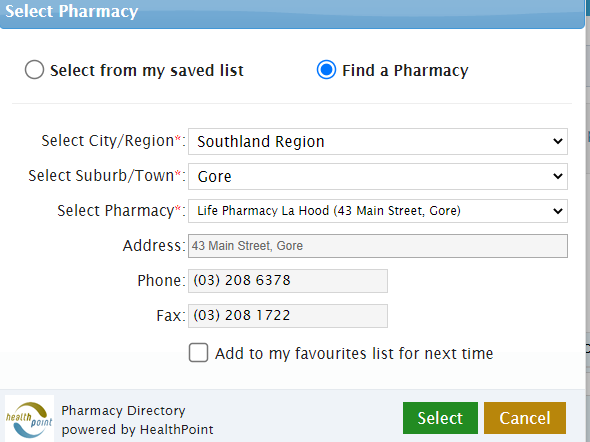 Select Pharmacy
Select from my saved list
Find a Pharmacy
Select City/Region*: Southland Region
Select Suburb/Town*: Gore
Select Pharmacy*: Life Pharmacy La Hood (43 Main Street, Gore)
Address: 43 Main Street, Gore
Phone: (03) 208 6378
Fax: (03) 208 1722
Add to my favourites list for next time
health point
Pharmacy Directory
powered by HealthPoint
Select
Cancel